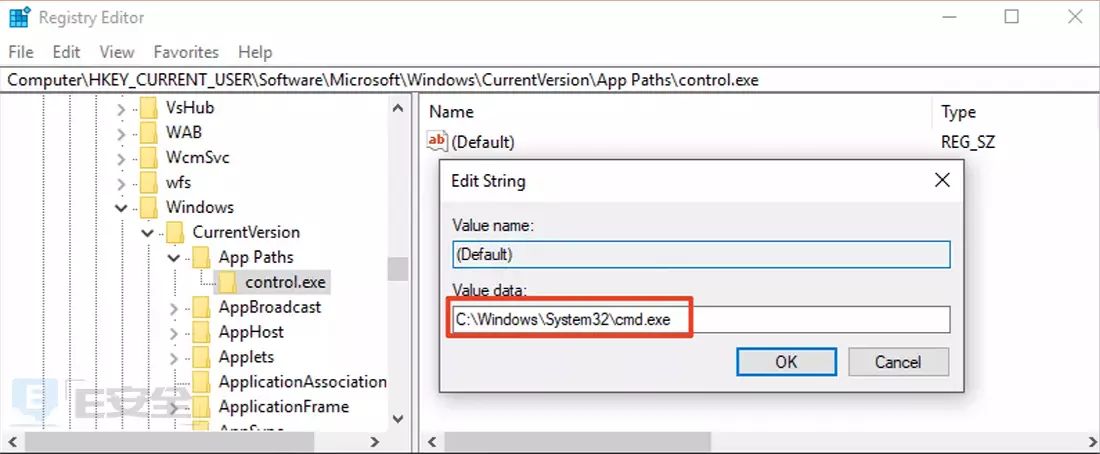 Registry Editor
File Edit View Favorites Help
Computer\HKEY_CURRENT_USER\Software\Microsoft\Windows\CurrentVersion\App Paths\control.exe
VsHub
WAB
WcmSvc
wfs
Windows
CurrentVersion
App Paths
control.exe
AppBroadcast
AppHost
Applets
ApplicationAssociation
ApplicationFrame
AppSync
Name Type
ab (Default) REG_SZ
Edit String
Value name:
(Default)
Value data:
C:\Windows\System32\cmd.exe
OK Cancel
E安全